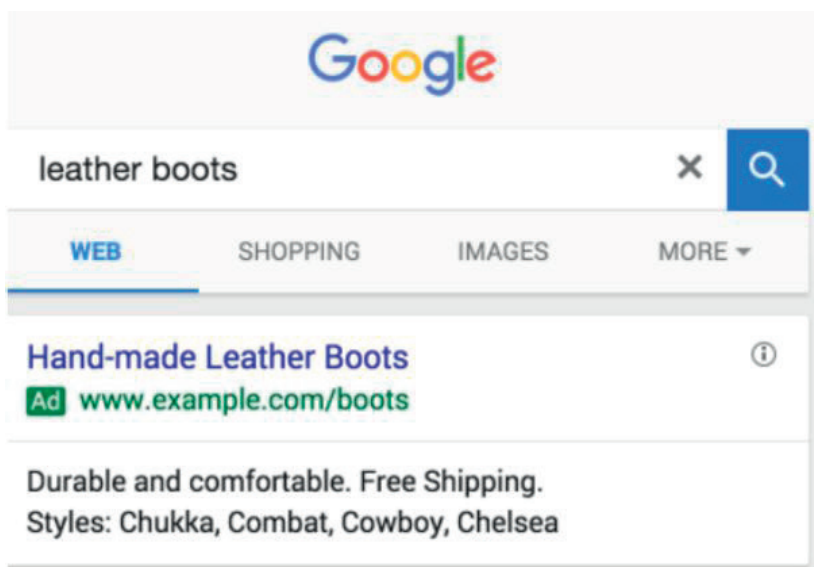 Google
leather boots
WEB SHOPPING IMAGES MORE
Hand-made Leather Boots
Ad www.example.com/boots
Durable and comfortable. Free Shipping.
Styles: Chukka, Combat, Cowboy, Chelsea